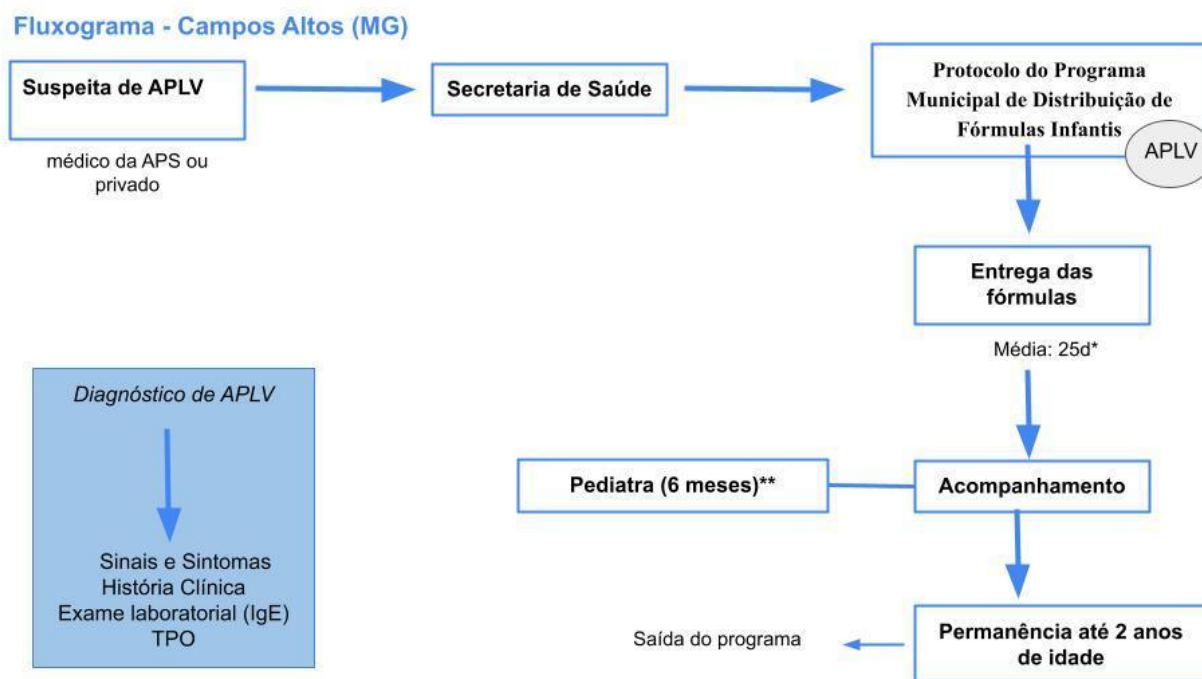 Fluxograma - Campos Altos (MG)
Suspeita de APLV
médico da APS ou
privado
Secretaria de Saúde
Protocolo do Programa
Municipal de Distribuição de
Fórmulas Infantis
APLV
Entrega das
fórmulas
Média: 25d*
Diagnóstico de APLV
Sinais e Sintomas
História Clínica
Exame laboratorial (IgE)
TPO
Pediatra (6 meses)**
Acompanhamento
Permanência até 2 anos
de idade
Saída do programa